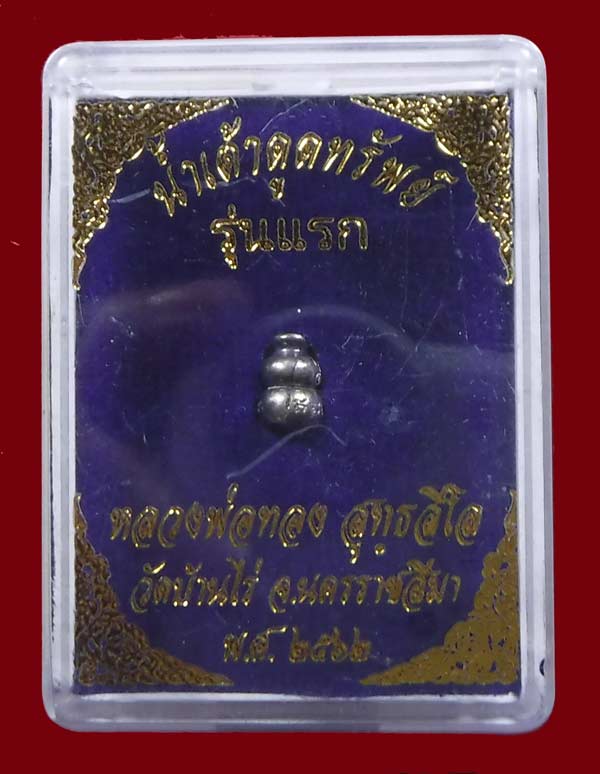 น้ำเต้าดูดทรัพย์
รุ่นแรก
หลวงพ่อทอง สุทฺธสีโล
วัดบ้านไร่ จ.นครราชสีมา
พ.ศ. ๒๕๖๒